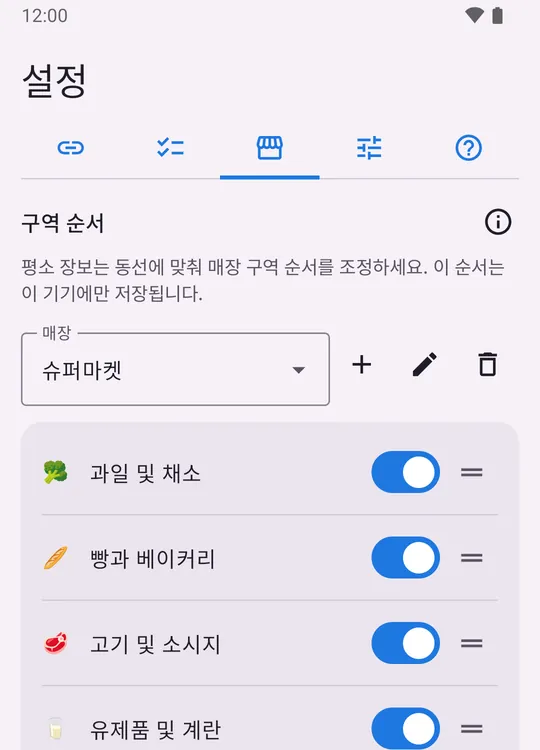 12:00
설정
구역 순서
평소 장보는 동선에 맞춰 매장 구역 순서를 조정하세요. 이 순서는
이 기기에만 저장됩니다.
매장
슈퍼마켓
과일 및 채소
빵과 베이커리
고기 및 소시지
유제품 및 계란